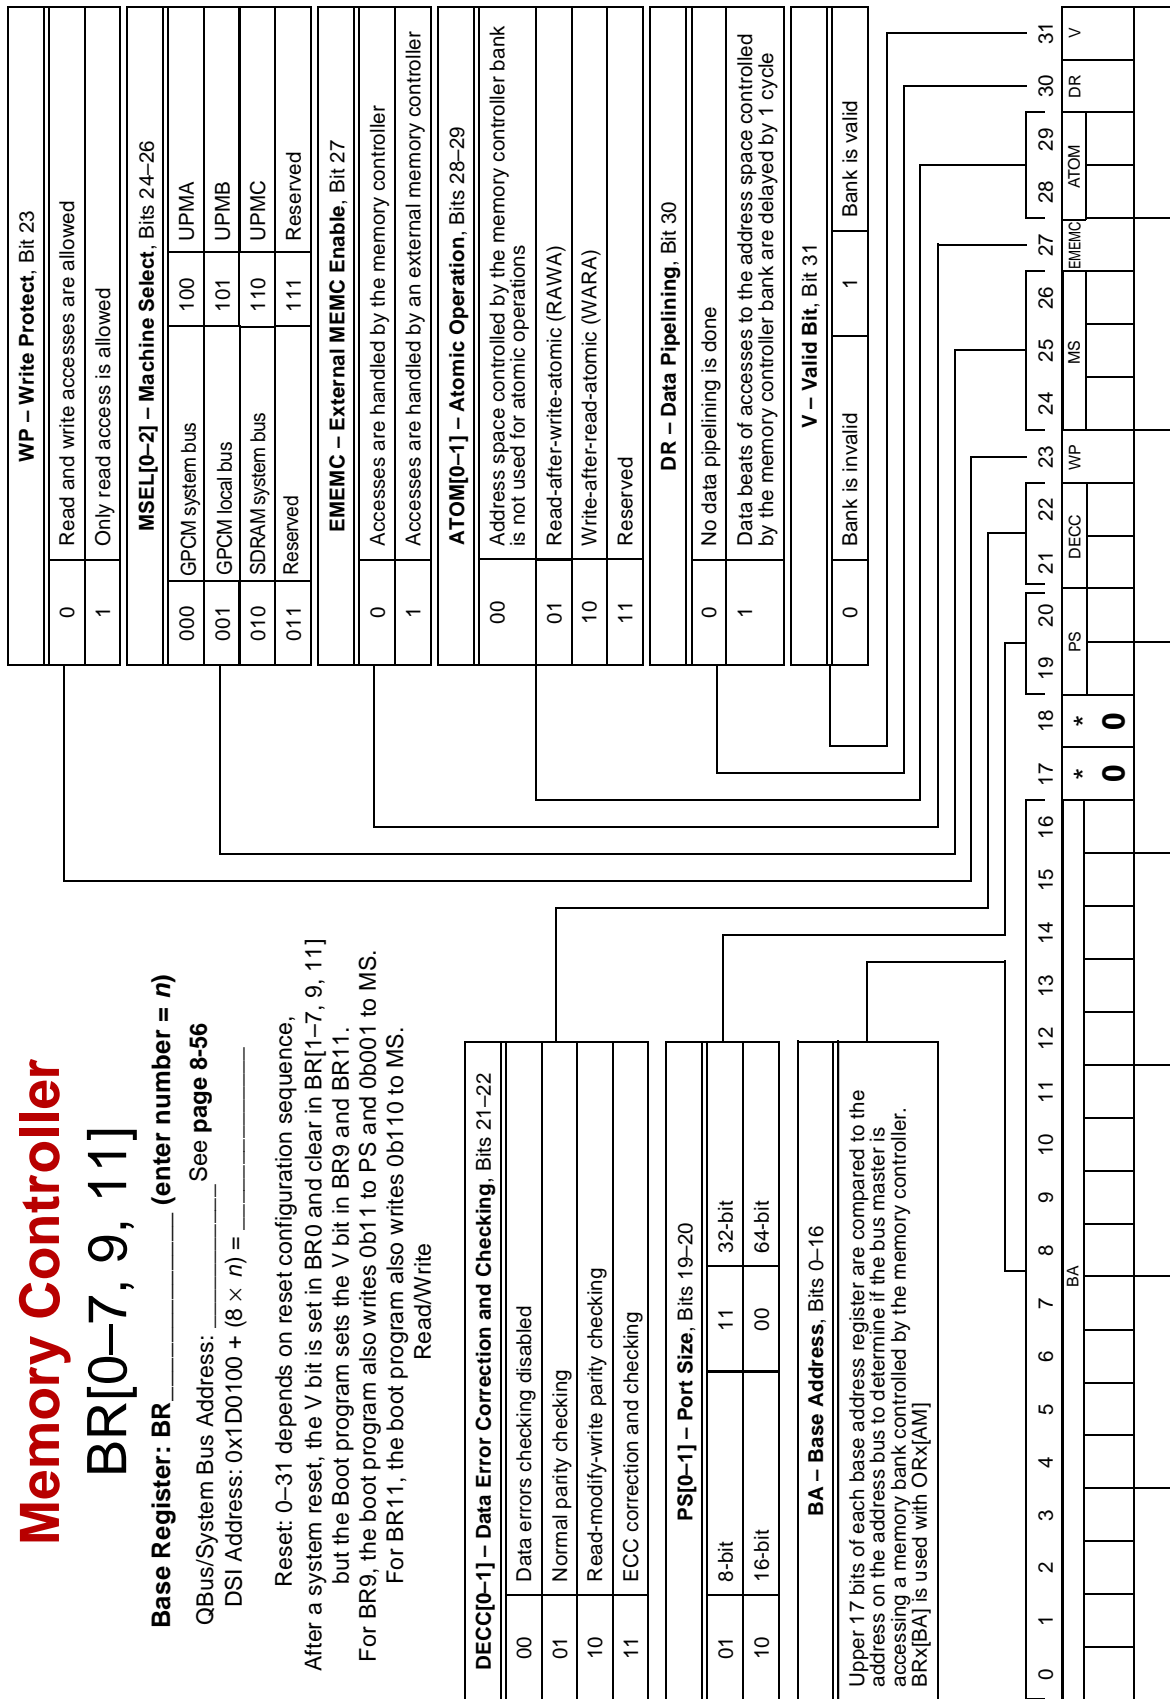 Memory Controller
BR[0–7, 9, 11]
Base Register: BR____________ (enter number = n)
QBus/System Bus Address: ________ See page 8-56
DSI Address: 0x1D0100 + (8 × n) = ____________
Reset: 0–31 depends on reset configuration sequence,
After a system reset, the V bit is set in BR0 and clear in BR[1–7, 9, 11]
but the Boot program sets the V bit in BR9 and BR11.
For BR9, the boot program also writes 0b11 to PS and 0b001 to MS.
For BR11, the boot program also writes 0b110 to MS.
Read/Write
DECC[0–1] – Data Error Correction and Checking, Bits 21–22
00 Data errors checking disabled
01 Normal parity checking
10 Read-modify-write parity checking
11 ECC correction and checking
PS[0–1] – Port Size, Bits 19–20
01 8-bit 11 32-bit
10 16-bit 00 64-bit
BA – Base Address, Bits 0–16
Upper 17 bits of each base address register are compared to the
address on the address bus to determine if the bus master is
accessing a memory bank controlled by the memory controller.
BRx[BA] is used with ORx[AM]
WP – Write Protect, Bit 23
0 Read and write accesses are allowed
1 Only read access is allowed
MSEL[0–2] – Machine Select, Bits 24–26
000 GPCM system bus 100 UPMA
001 GPCM local bus 101 UPMB
010 SDRAM system bus 110 UPMC
011 Reserved 111 Reserved
EMEMC – External MEMC Enable, Bit 27
0 Accesses are handled by the memory controller
1 Accesses are handled by an external memory controller
ATOM[0–1] – Atomic Operation, Bits 28–29
00 Address space controlled by the memory controller bank
is not used for atomic operations
01 Read-after-write-atomic (RAWA)
10 Write-after-read-atomic (WARA)
11 Reserved
DR – Data Pipelining, Bit 30
0 No data pipelining is done
1 Data beats of accesses to the address space controlled
by the memory controller bank are delayed by 1 cycle
V – Valid Bit, Bit 31
0 Bank is invalid 1 Bank is valid
0 1 2 3 4 5 6 7 8 9 10 11 12 13 14 15 16 17 18 19 20 21 22 23 24 25 26 27 28 29 30 31
BA * * PS DECC WP MS EMEMC ATOM DR V
0 0